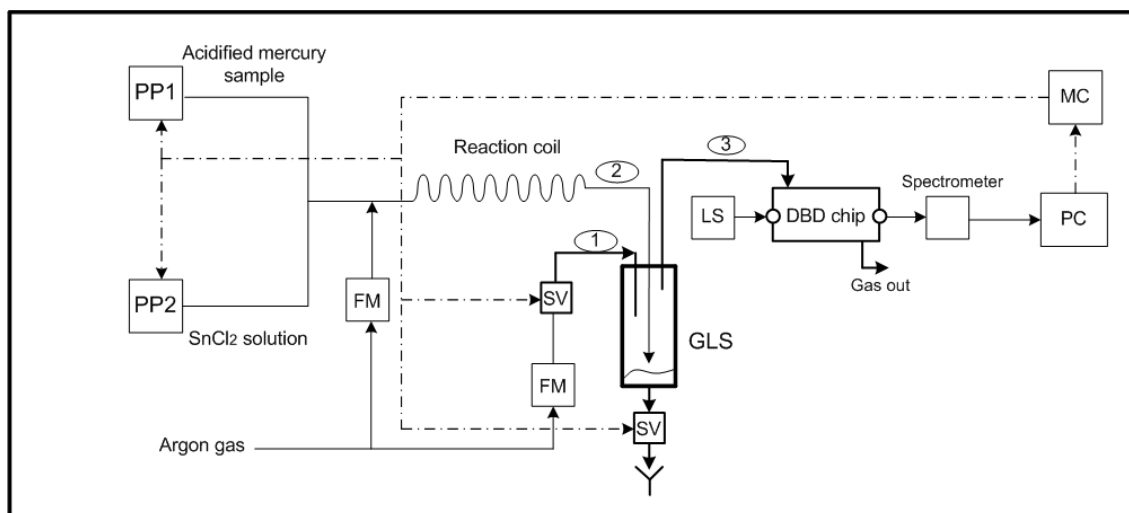 Acidified mercury
sample
PP1
MC
Reaction coil
3
2
Spectrometer
LS
DBD chip
PC
1
Gas out
PP2
FM
SV
SnCl2 solution
GLS
FM
SV
Argon gas